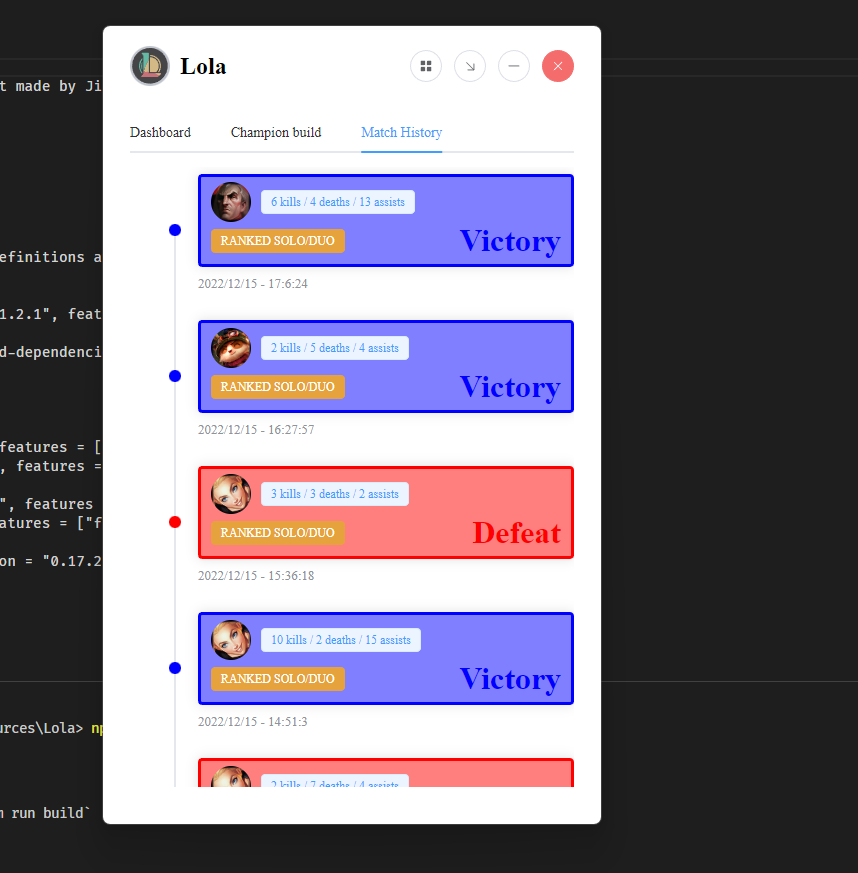 Lola
t made by Ji
Dashboard
Champion build
Match History
6 kills / 4 deaths / 13 assists
RANKED SOLO/DUO
Victory
efinitions a
2022/12/15 - 17:6:24
1.2.1", feat
2 kills / 5 deaths / 4 assists
d-dependenci
RANKED SOLO/DUO
Victory
2022/12/15 - 16:27:57
features = [
, features =
3 kills / 3 deaths / 2 assists
", features
atures = ["f
RANKED SOLO/DUO
Defeat
on = "0.17.2
2022/12/15 - 15:36:18
10 kills / 2 deaths / 15 assists
RANKED SOLO/DUO
Victory
2022/12/15 - 14:51:3
urces\Lola> np
2 kills / 7 deaths / 4 assists
m run build`